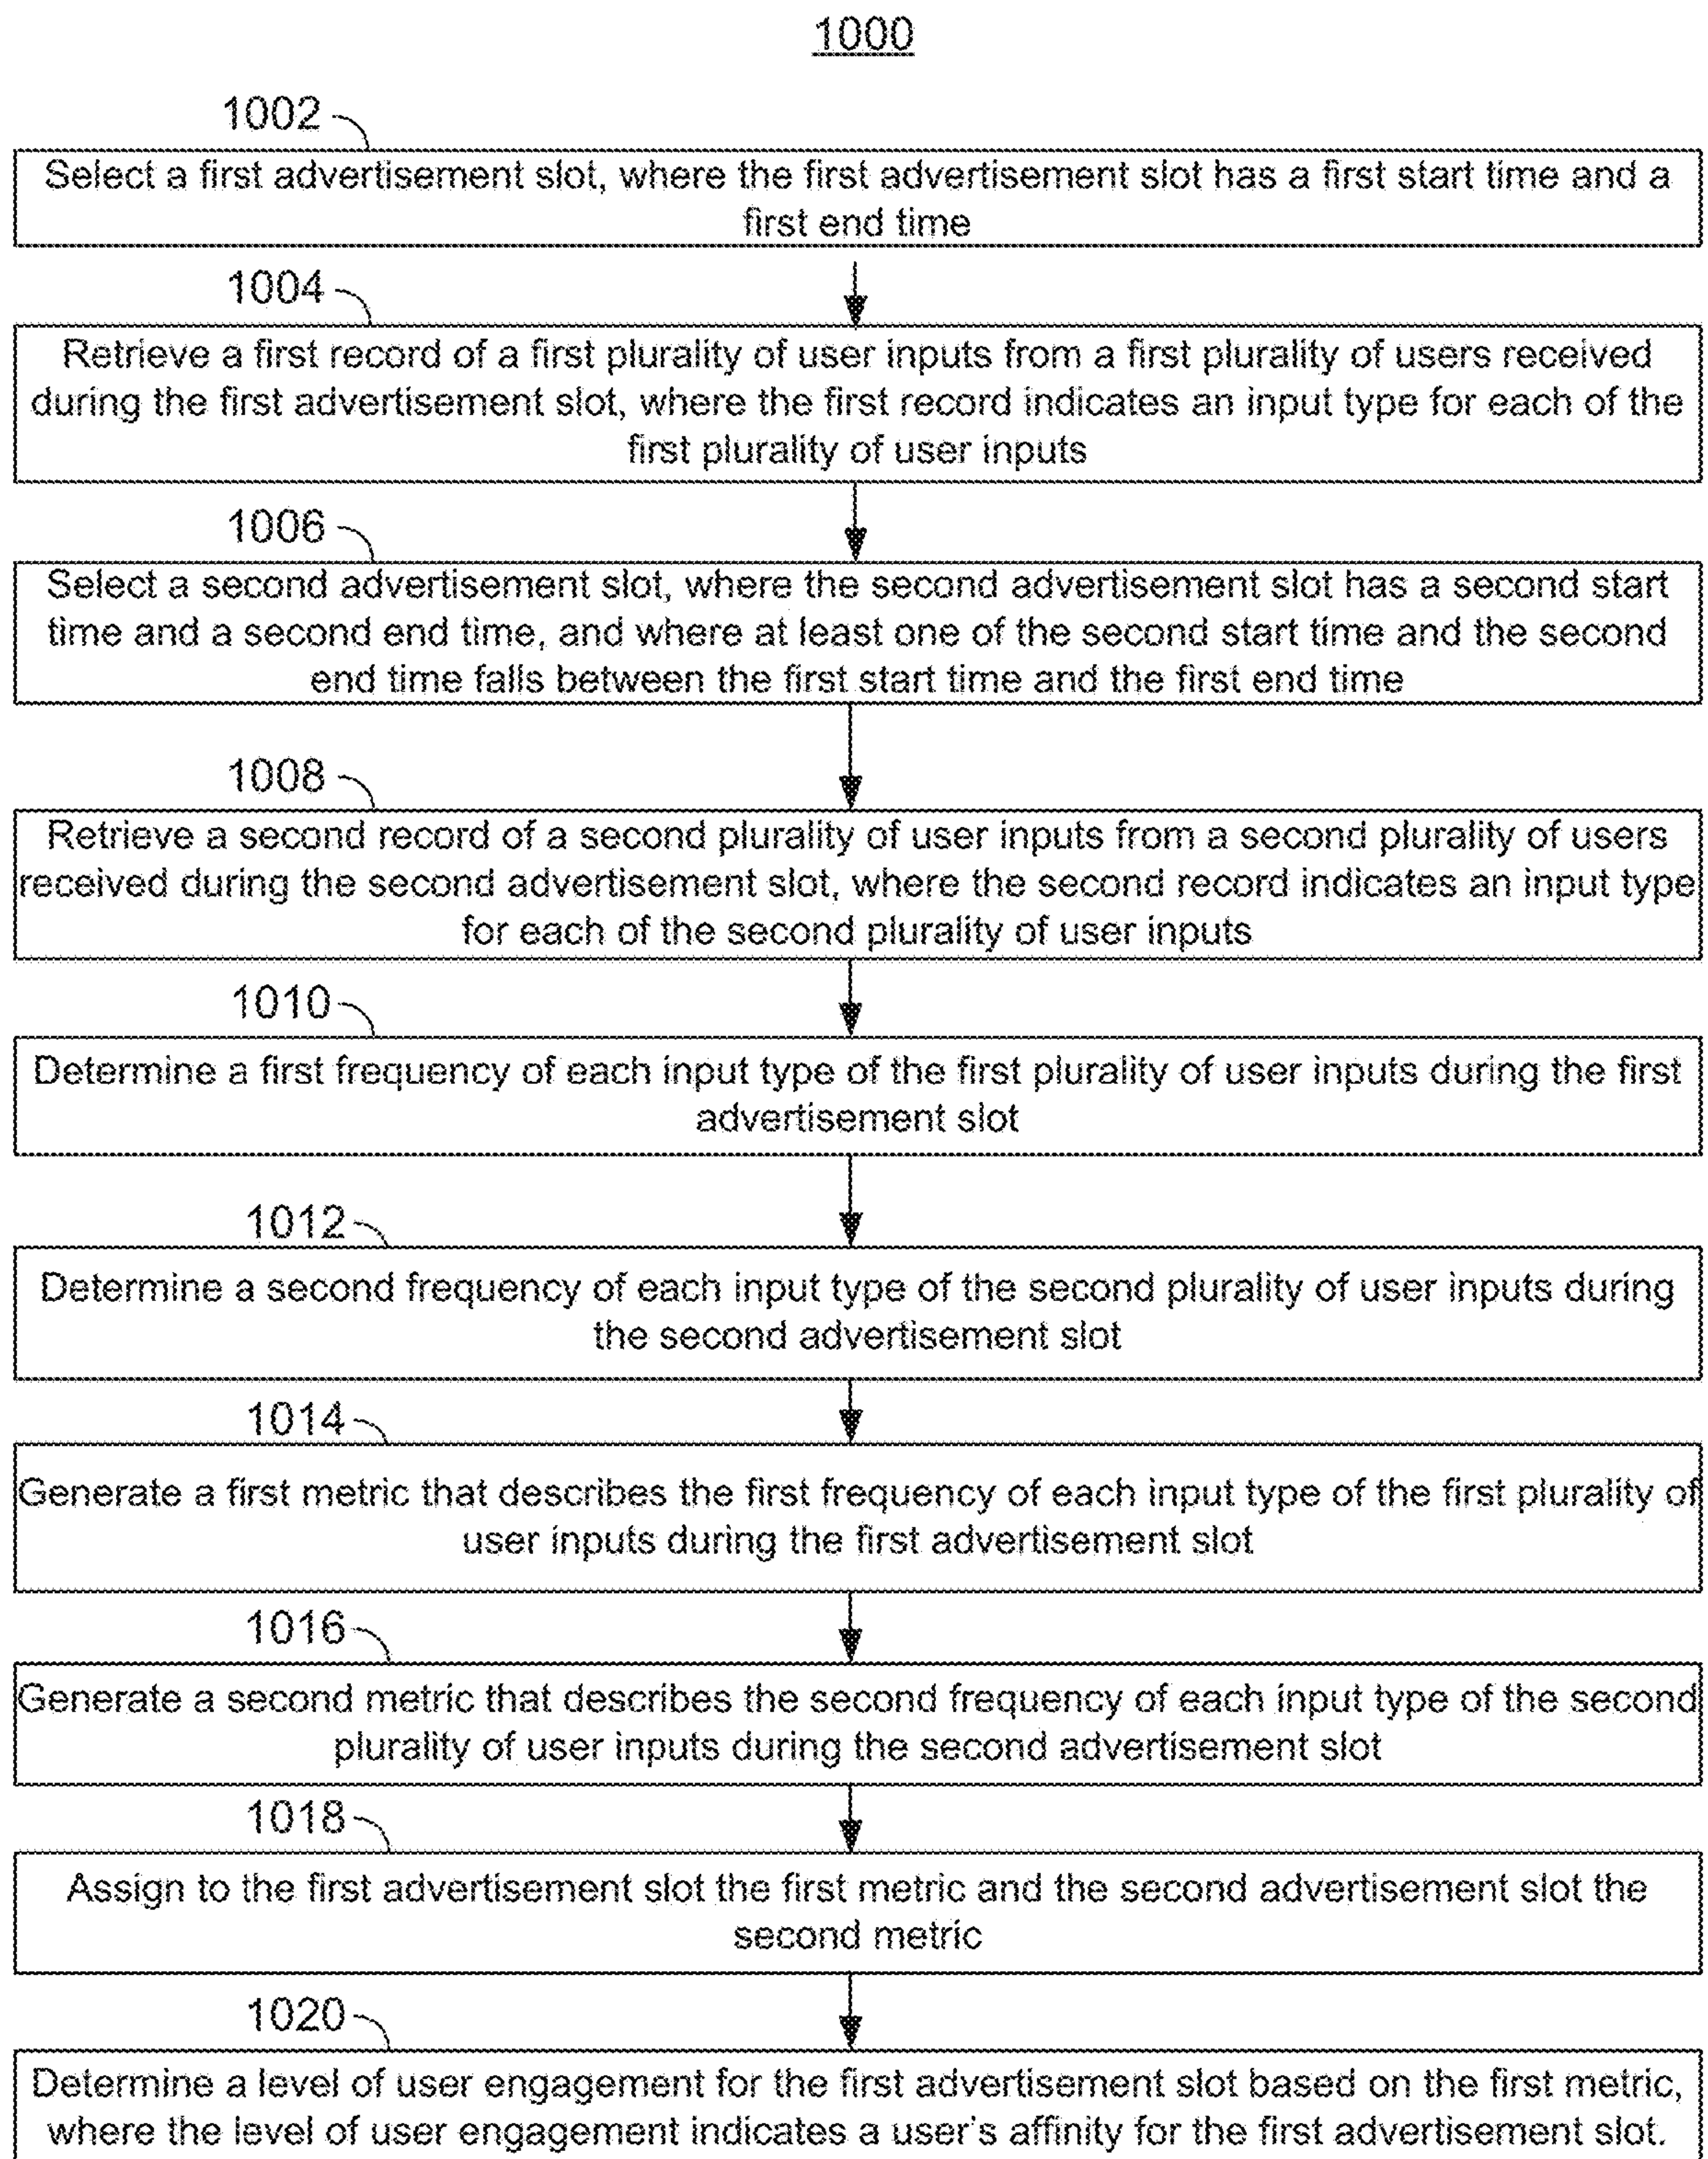 1000
1002
Select a first advertisement slot, where the first advertisement slot has a first start time and a
first end time
1004
Retrieve a first record of a first plurality of user inputs from a first plurality of users received
during the first advertisement slot, where the first record indicates an input type for each of the
first plurality of user inputs
1006
Select a second advertisement slot, where the second advertisement slot has a second start
time and a second end time, and where at least one of the second start time and the second
end time falls between the first start time and the first end time
1008
Retrieve a second record of a second plurality of user inputs from a second plurality of users
received during the second advertisement slot, where the second record indicates an input type
for each of the second plurality of user inputs
1010
Determine a first frequency of each input type of the first plurality of user inputs during the first
advertisement slot
1012
Determine a second frequency of each input type of the second plurality of user inputs during
the second advertisement slot
1014
Generate a first metric that describes the first frequency of each input type of the first plurality of
user inputs during the first advertisement slot
1016
Generate a second metric that describes the second frequency of each input type of the second
plurality of user inputs during the second advertisement slot
1018
Assign to the first advertisement slot the first metric and the second advertisement slot the
second metric
1020
Determine a level of user engagement for the first advertisement slot based on the first metric,
where the level of user engagement indicates a user's affinity for the first advertisement slot.